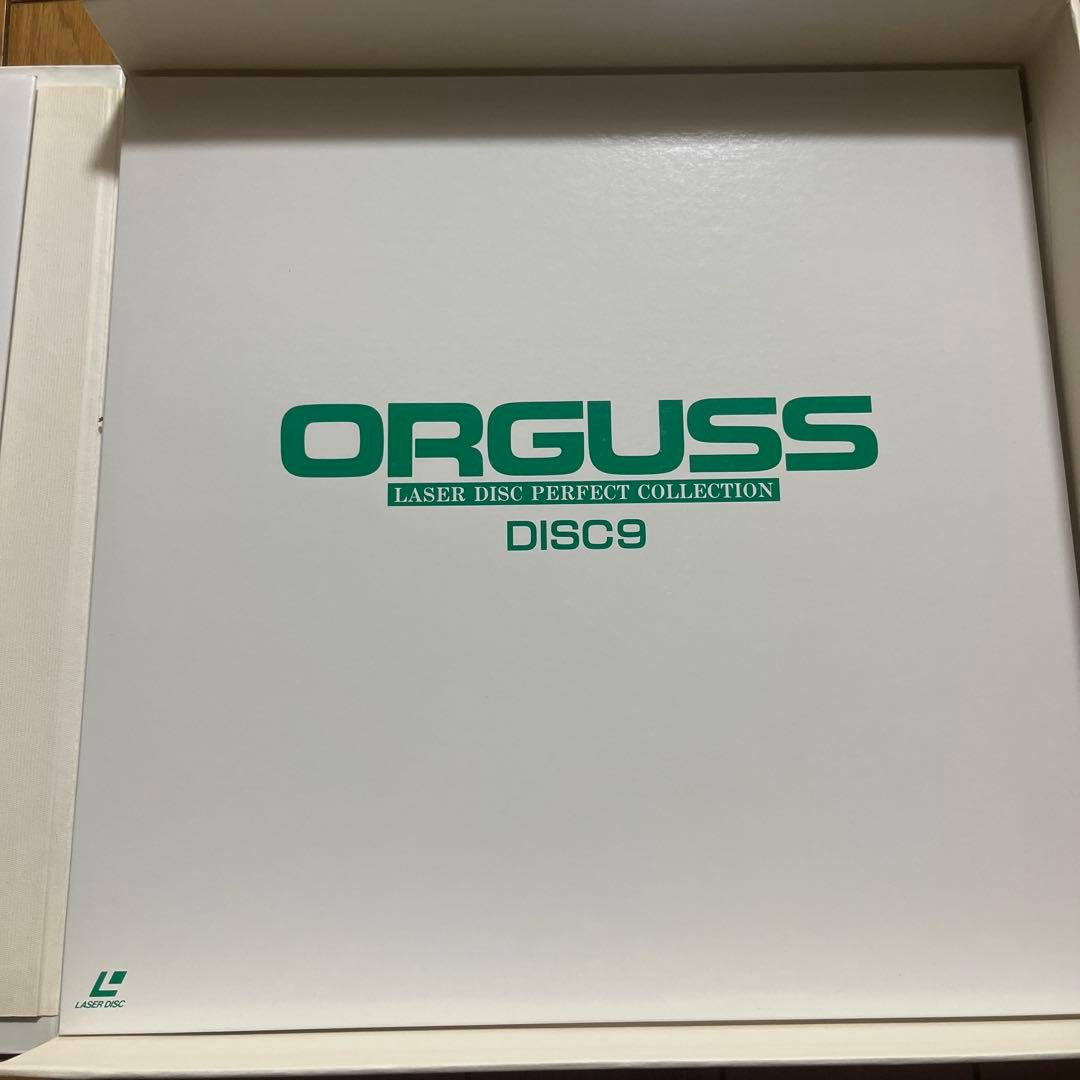 ORGUSS
LASER DISC PERFECT COLLECTION
DISC9
LASER DISC